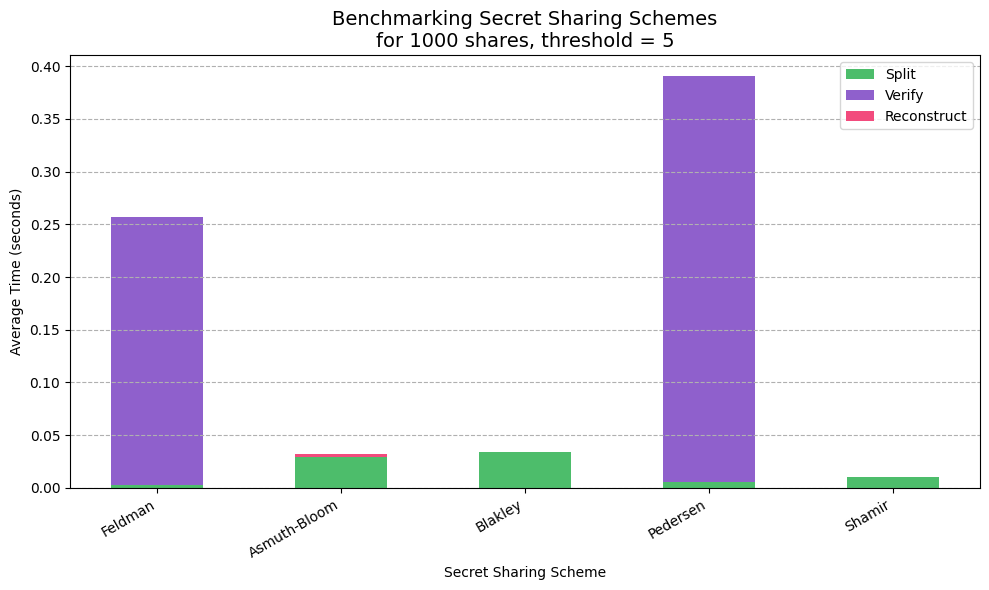 Benchmarking Secret Sharing Schemes
for 1000 shares, threshold = 5
Split
Verify
Reconstruct
Average Time (seconds)
0.40
0.35
0.30
0.25
0.20
0.15
0.10
0.05
0.00
Feldman
Asmuth-Bloom
Blakley
Pedersen
Shamir
Secret Sharing Scheme